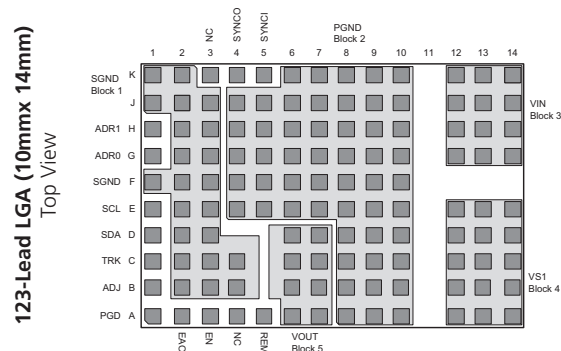 123-Lead LGA (10mmx 14mm)
Top View
NC
SYNCO
SYNCI
PGND
Block 2
1 2 3 4 5 6 7 8 9 10 11 12 13 14
SGND
Block 1
K
J
ADR1 H
ADR0 G
SGND F
SCL E
SDA D
TRK C
ADJ B
PGD A
VIN
Block 3
VS1
Block 4
EAO
EN
NC
VOUT
Block 5